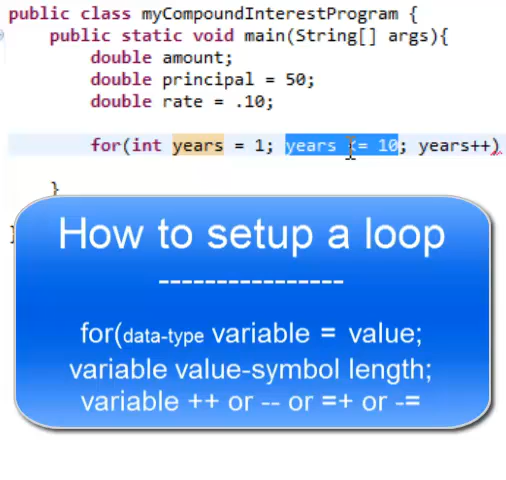 public class myCompoundInterestProgram {
public static void main(String[] args){
double amount;
double principal = 50;
double rate = .10;
for(int years = 1; years <= 10; years++)
}
}
How to setup a loop
----------------
for(data-type variable = value;
variable value-symbol length;
variable ++ or -- or =+ or -=